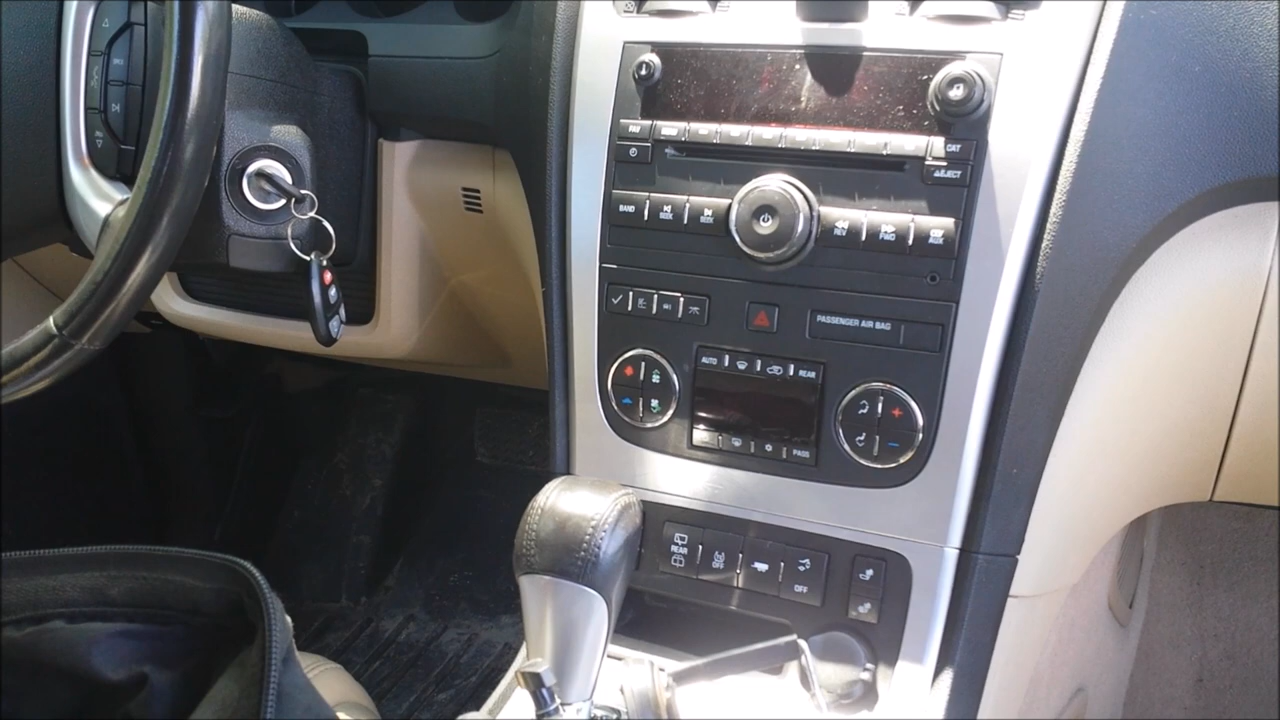 FAV
CAT
EJECT
BAND
SEEK
SEEK
REV
FWD
AUX
PASSENGER AIR BAG
AUTO
REAR
PASS
REAR
OFF
OFF